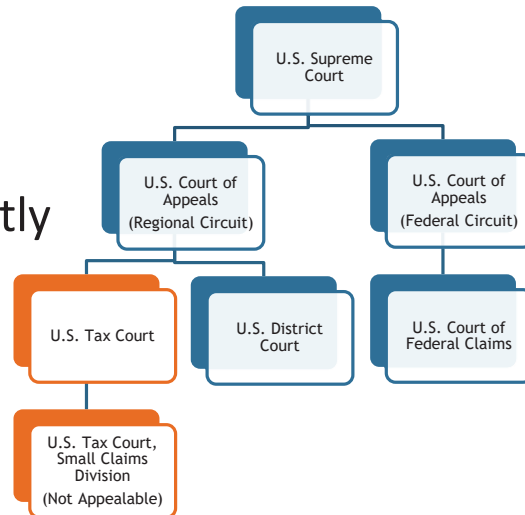 U.S. Supreme
Court
U.S. Court of
Appeals
(Regional Circuit)
U.S. Court of
Appeals
(Federal Circuit)
tly
U.S. Tax Court
U.S. District
Court
U.S. Court of
Federal Claims
U.S. Tax Court,
Small Claims
Division
(Not Appealable)